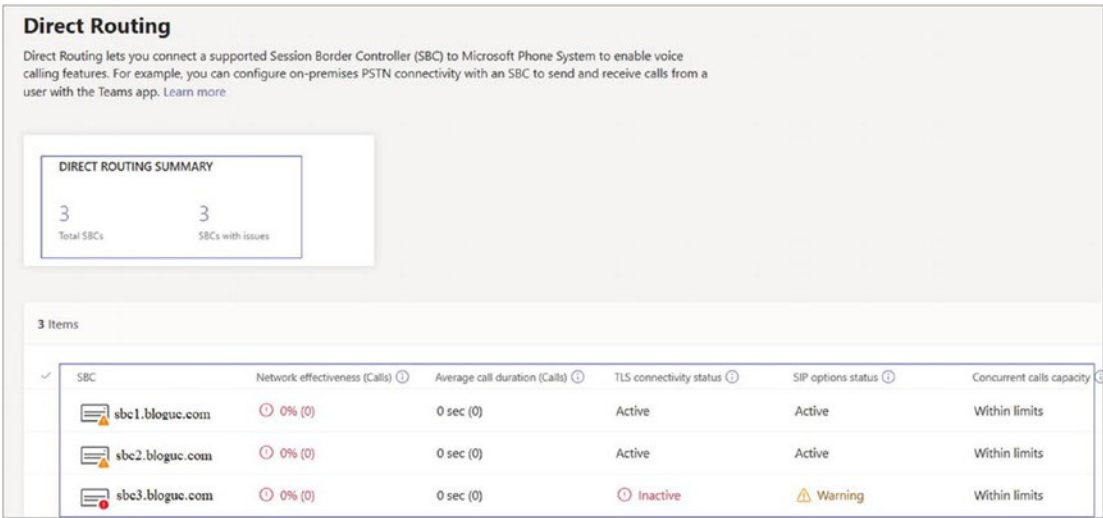 Direct Routing
Direct Routing lets you connect a supported Session Border Controller (SBC) to Microsoft Phone System to enable voice
calling features. For example, you can configure on-premises PSTN connectivity with an SBC to send and receive calls from a
user with the Teams app. Learn more
DIRECT ROUTING SUMMARY
3 3
Total SBCs SBCs with issues
3 Items
SBC Network effectiveness (Calls) Average call duration (Calls) TLS connectivity status SIP options status Concurrent calls capacity
sbc1.bloguc.com 0% (0) 0 sec (0) Active Active Within limits
sbc2.bloguc.com 0% (0) 0 sec (0) Active Active Within limits
sbc3.bloguc.com 0% (0) 0 sec (0) Inactive Warning Within limits